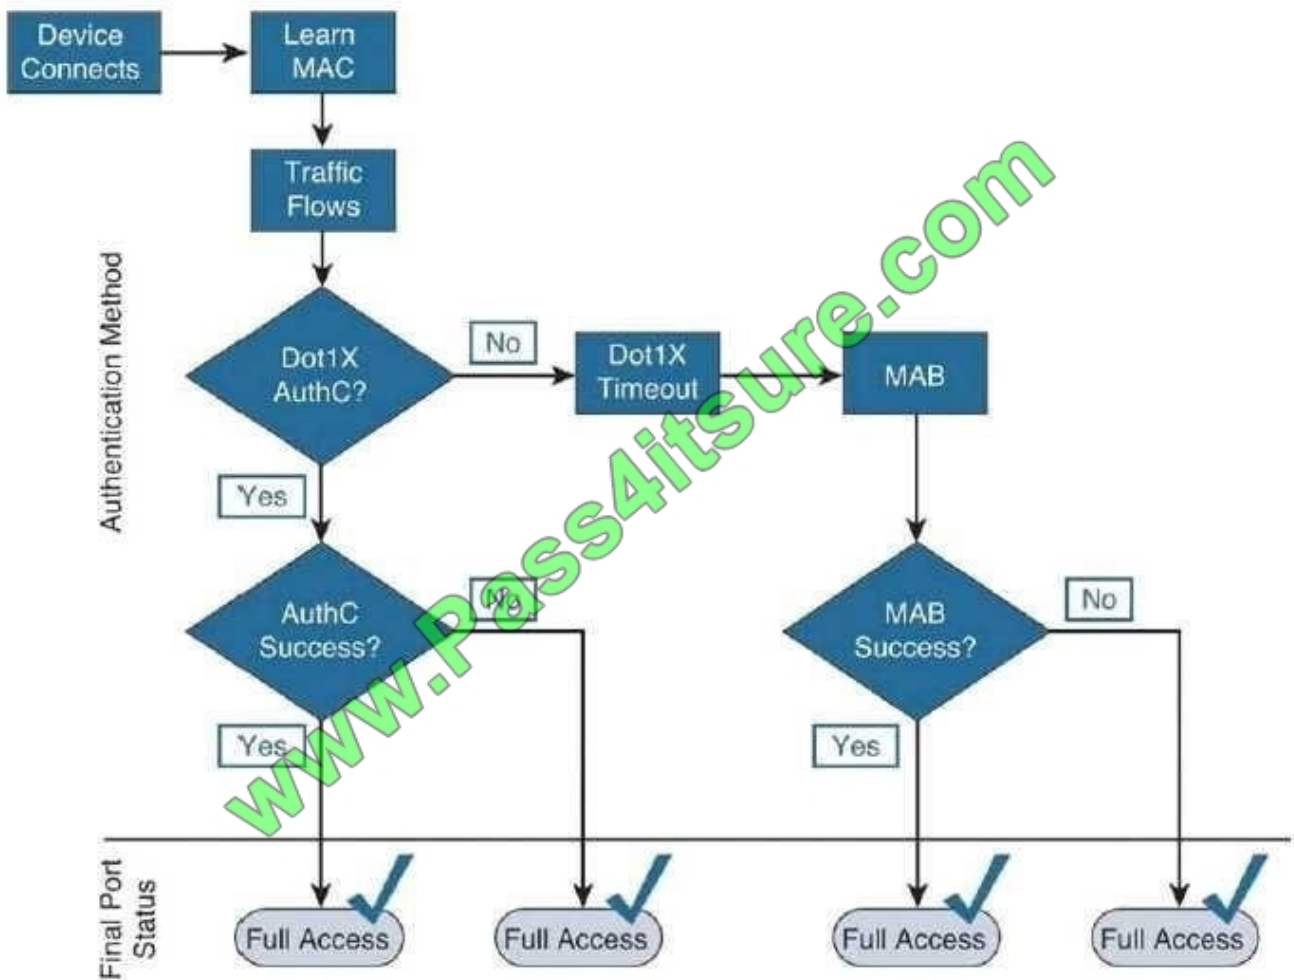 Device
Connects
Learn
MAC
Traffic
Flows
Authentication Method
Dot1X
AuthC?
No
Dot1X
Timeout
MAB
Yes
AuthC
Success?
No
MAB
Success?
No
Yes
Yes
www.Pass4itsure.com
Final Port
Status
Full Access
Full Access
Full Access
Full Access